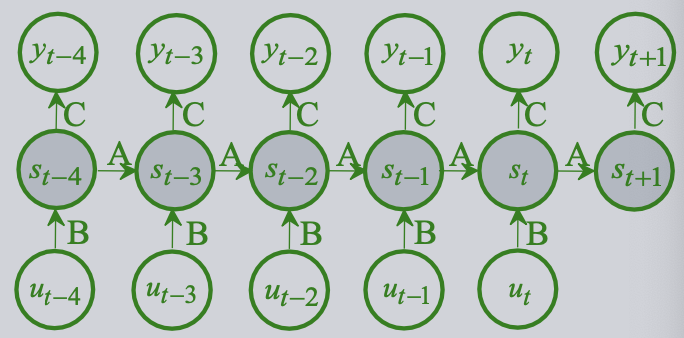 y_{t−4} y_{t−3} y_{t−2} y_{t−1} y_t y_{t+1}
C C C C C C
A A A A A
s_{t−4} s_{t−3} s_{t−2} s_{t−1} s_t s_{t+1}
B B B B B
u_{t−4} u_{t−3} u_{t−2} u_{t−1} u_t